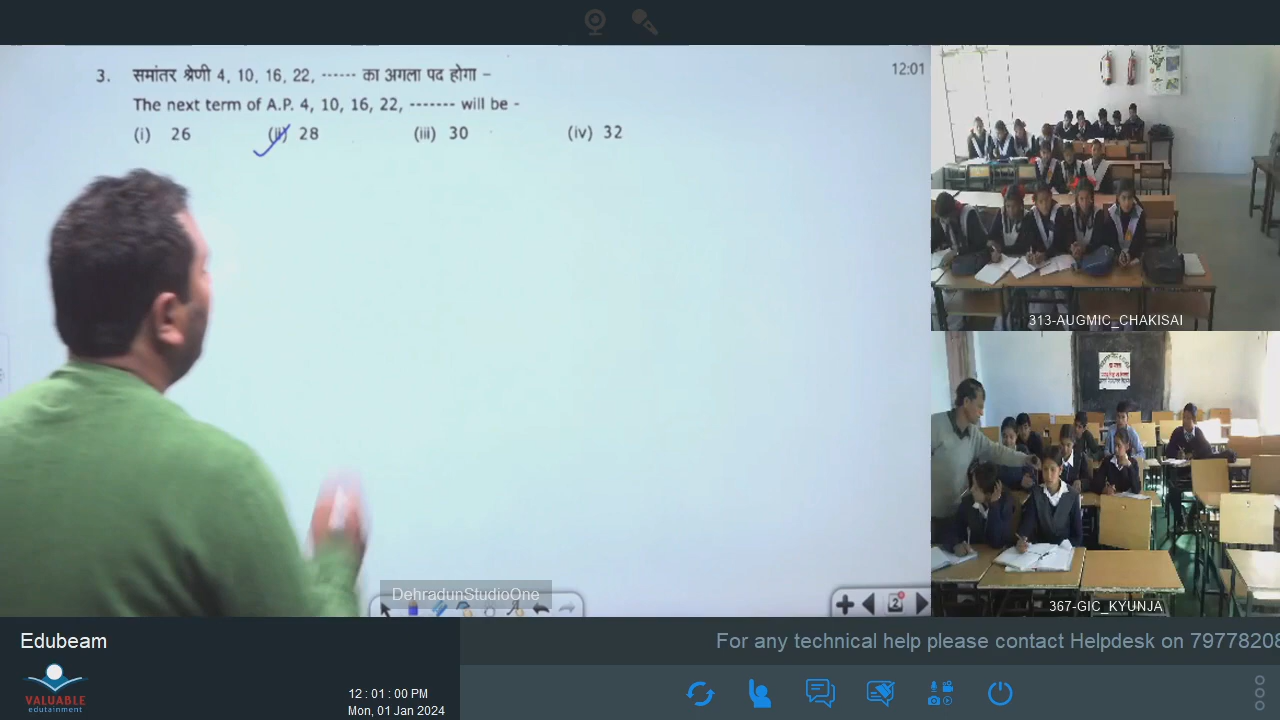 12:01
3. समांतर श्रेणी 4, 10, 16, 22, ------ का अगला पद होगा –
The next term of A.P. 4, 10, 16, 22, ------- will be -
(i) 26 (ii) 28 (iii) 30 (iv) 32
313-AUGMIC_CHAKISAI
367-GIC_KYUNJA
DehradunStudioOne
2
Edubeam
For any technical help please contact Helpdesk on 79778208
VALUABLE
edutainment
12 : 01 : 00 PM
Mon, 01 Jan 2024